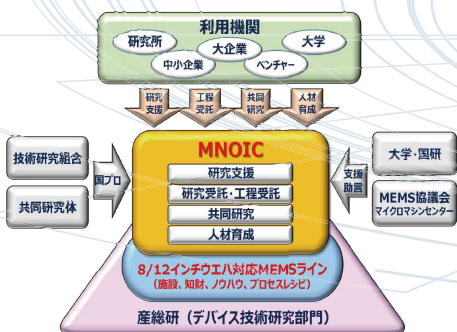 利用機関
研究所
大企業
大学
中小企業
ベンチャー
研究
支援
工程
受託
共同
研究
人材
育成
技術研究組合
共同研究体
国プロ
MNOIC
研究支援
研究受託・工程受託
共同研究
人材育成
支援
助言
大学・国研
MEMS協議会
マイクロマシンセンター
8/12インチウエハ対応MEMSライン
(施設、知財、ノウハウ、プロセスレシピ)
産総研(デバイス技術研究部門)